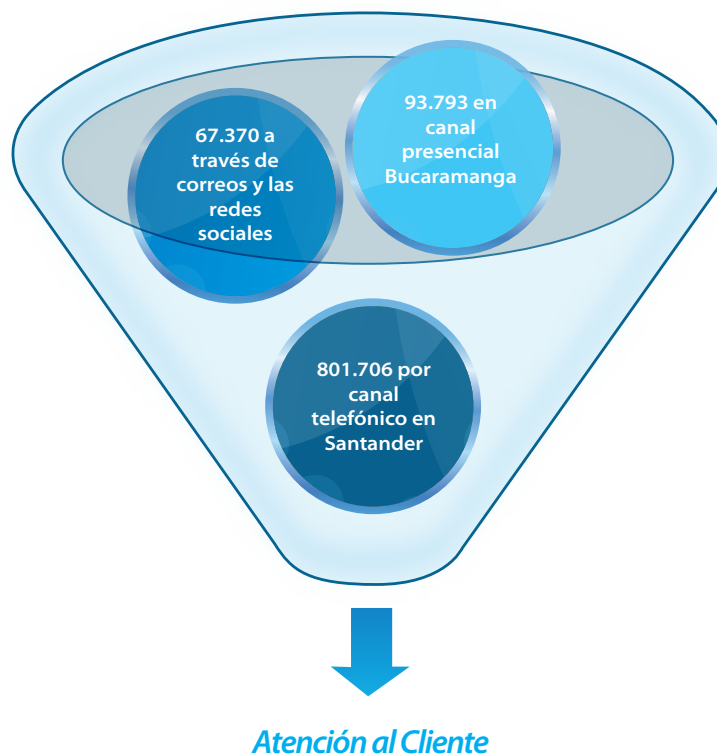 67.370 a
través de
correos y las
redes
sociales
93.793 en
canal
presencial
Bucaramanga
801.706 por
canal
telefónico en
Santander
Atención al Cliente